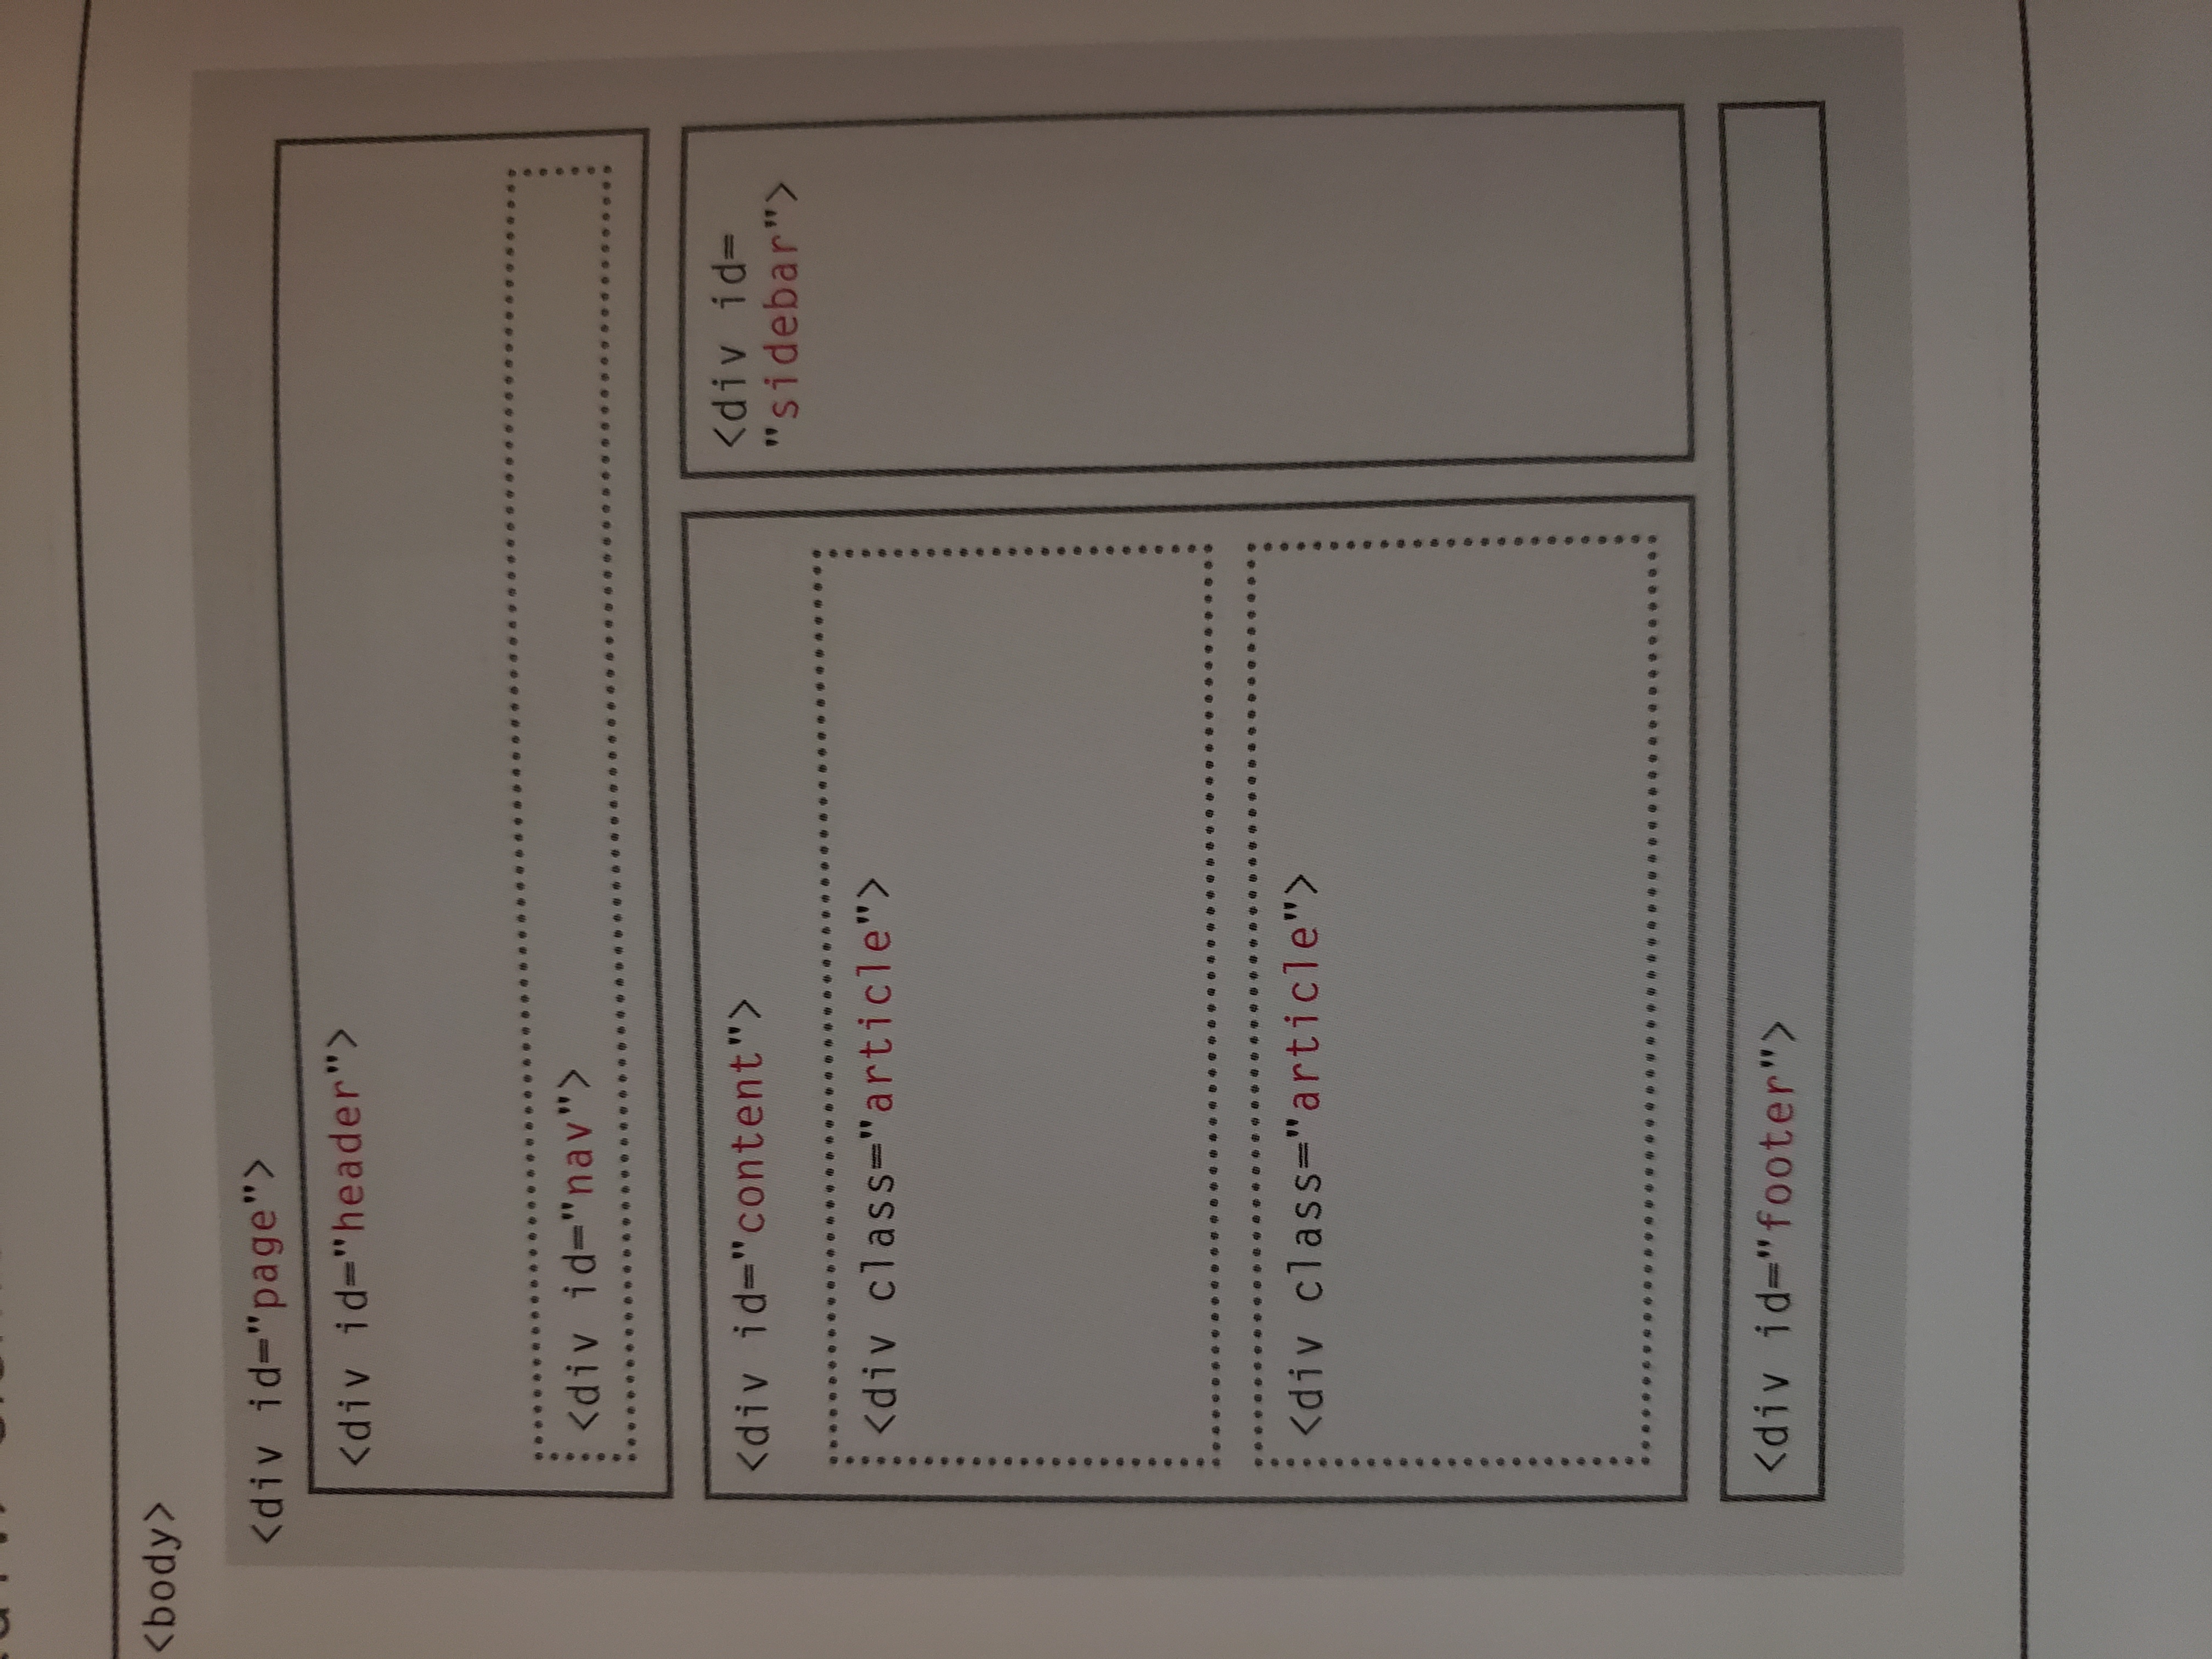 <body>
<div id="page">
<div id="header">
<div id="nav">
<div id="content">
<div class="article">
<div class="article">
<div id=
"sidebar">
<div id="footer">